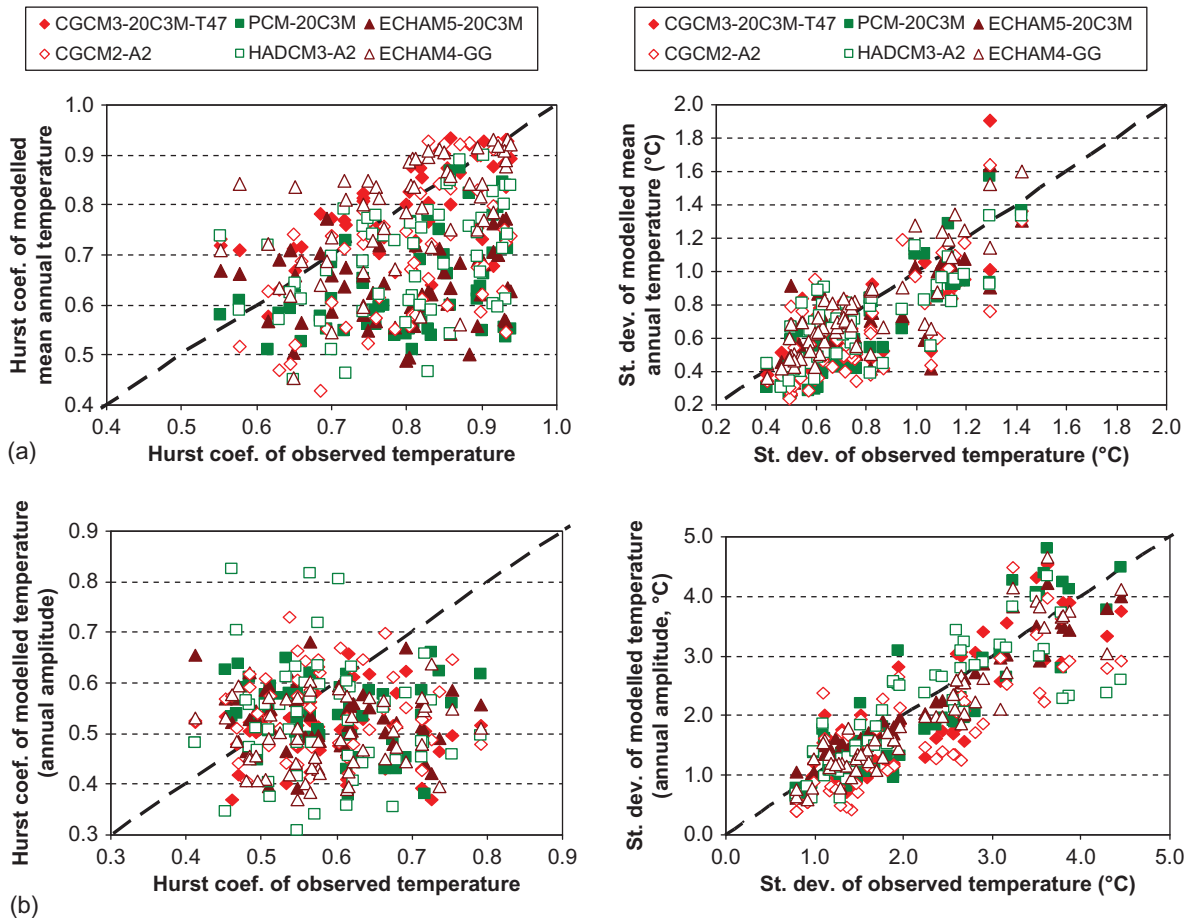 CGCM3-20C3M-T47 PCM-20C3M ECHAM5-20C3M
CGCM2-A2 HADCM3-A2 ECHAM4-GG
CGCM3-20C3M-T47 PCM-20C3M ECHAM5-20C3M
CGCM2-A2 HADCM3-A2 ECHAM4-GG
Hurst coef. of modelled
mean annual temperature
1.0
0.9
0.8
0.7
0.6
0.5
0.4
0.4 0.5 0.6 0.7 0.8 0.9 1.0
Hurst coef. of observed temperature
St. dev. of modelled mean
annual temperature (°C)
2.0
1.8
1.6
1.4
1.2
1.0
0.8
0.6
0.4
0.2
0.2 0.4 0.6 0.8 1.0 1.2 1.4 1.6 1.8 2.0
St. dev. of observed temperature (°C)
(a)
Hurst coef. of modelled temperature
(annual amplitude)
0.9
0.8
0.7
0.6
0.5
0.4
0.3
0.3 0.4 0.5 0.6 0.7 0.8 0.9
Hurst coef. of observed temperature
St. dev. of modelled temperature
(annual amplitude, °C)
5.0
4.0
3.0
2.0
1.0
0.0
0.0 1.0 2.0 3.0 4.0 5.0
St. dev. of observed temperature (°C)
(b)